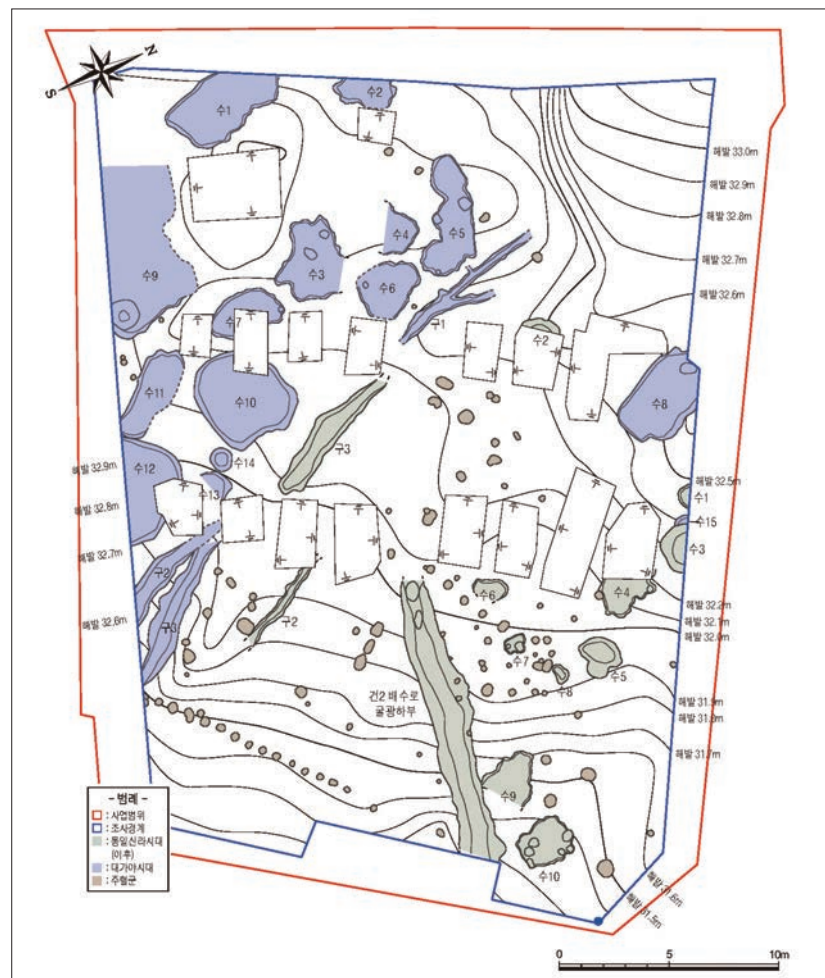 N
S
수1
수2
해발 33.0m
해발 32.9m
해발 32.8m
수4
수5
해발 32.7m
수3
수9
수6
해발 32.6m
수7
구1
수2
수11
수10
수8
구3
수14
해발 32.9m
수12
해발 32.5m
수13
수1
해발 32.8m
수15
수3
해발 32.7m
구2
수6
수4
해발 32.2m
구2
해발 32.1m
해발 32.6m
구3
해발 32.0m
수7
수5
수8
건2 배수로
굴광하부
해발 31.9m
해발 31.8m
해발 31.7m
수9
- 범례 -
: 사업범위
: 조사경계
: 통일신라시대
(이후)
: 대가야시대
: 주혈군
수10
해발 31.6m
해발 31.5m
0 5 10m